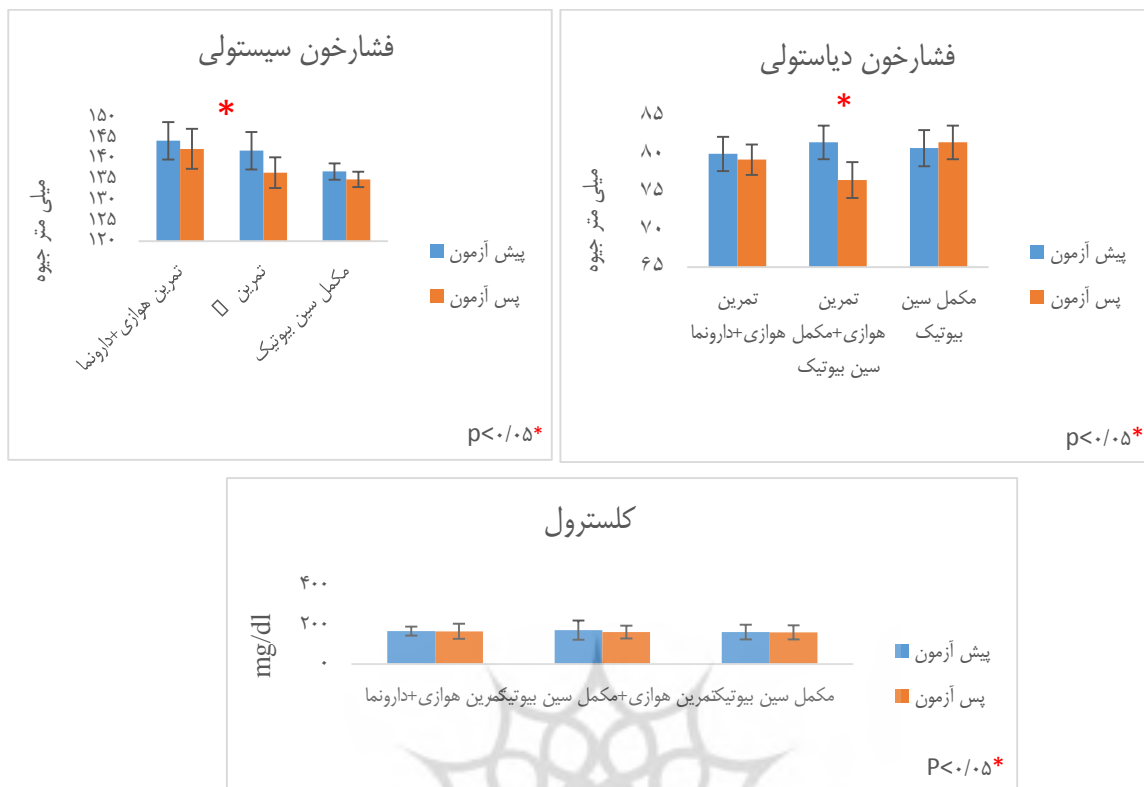 فشارخون سیستولی
میلی متر جیوه
۱۵۰
۱۴۵
۱۴۰
۱۳۵
۱۳۰
۱۲۵
۱۲۰
*
تمرین هوازی+دارونما
تمرین
مکمل سین بیوتیک
پیش آزمون
پس آزمون
p<۰/۰۵*
فشارخون دیاستولی
میلی متر جیوه
۸۵
۸۰
۷۵
۷۰
۶۵
*
تمرین
هوازی+دارونما
تمرین
هوازی+مکمل
سین بیوتیک
مکمل سین
بیوتیک
پیش آزمون
پس آزمون
p<۰/۰۵*
کلسترول
mg/dl
۴۰۰
۲۰۰
۰
تمرین هوازی+دارونما
تمرین هوازی+مکمل سین بیوتیک
مکمل سین بیوتیک
پیش آزمون
پس آزمون
P<۰/۰۵*